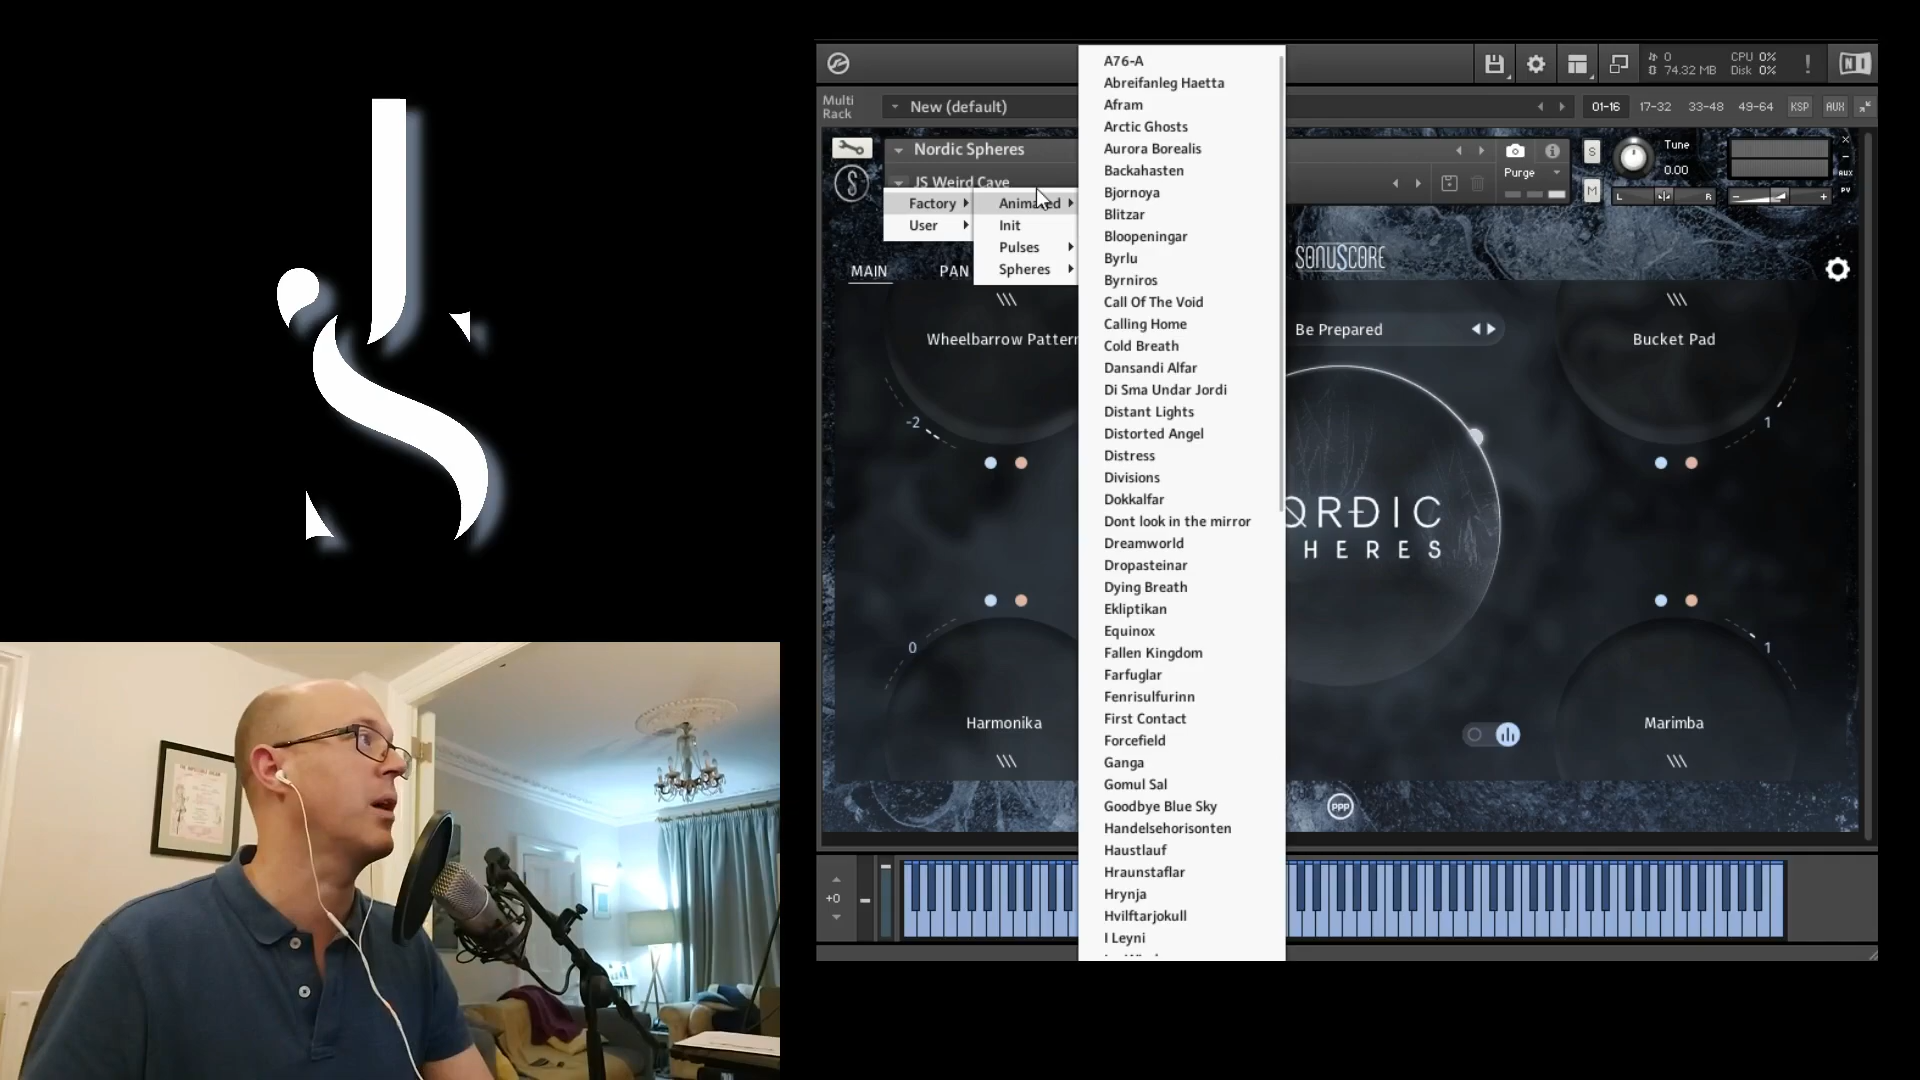 JS
0
74.32 MB
CPU 0%
Disk 0%
!
Multi
Rack
New (default)
01-16
17-32
33-48
49-64
KSP
AUX
Nordic Spheres
JS Weird Cave
Purge
S
M
Tune
0.00
L
R
AUX
PV
Factory
User
Animated
Init
Pulses
Spheres
A76-A
Abreifanleg Haetta
Afram
Arctic Ghosts
Aurora Borealis
Backahasten
Bjornoya
Blitzar
Bloopeningar
Byrlu
Byrniros
Call Of The Void
Calling Home
Cold Breath
Dansandi Alfar
Di Sma Undar Jordi
Distant Lights
Distorted Angel
Distress
Divisions
Dokkalfar
Dont look in the mirror
Dreamworld
Dropasteinar
Dying Breath
Ekliptikan
Equinox
Fallen Kingdom
Farfuglar
Fenrisulfurinn
First Contact
Forcefield
Ganga
Gomul Sal
Goodbye Blue Sky
Handelsehorisonten
Haustlauf
Hraunstaflar
Hrynja
Hvilftarjokull
I Leyni
SONUSCORE
MAIN
PAN
Wheelbarrow Pattern
Be Prepared
Bucket Pad
-2
1
ORDIC
HERES
0
1
Harmonika
Marimba
ppp
+0